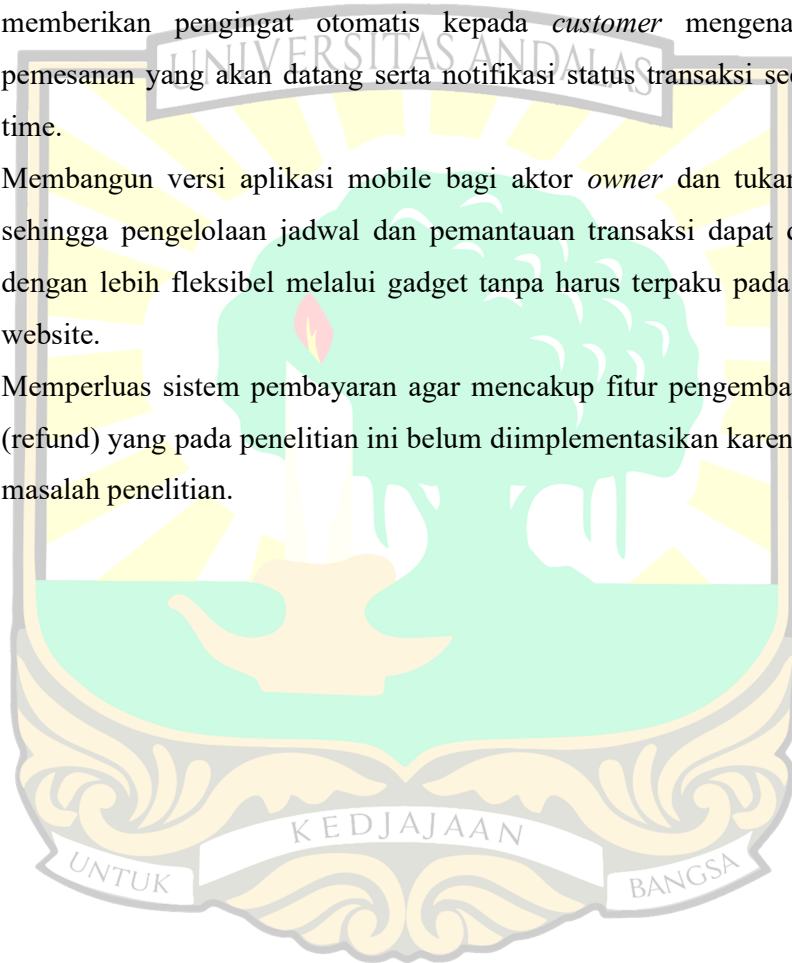 memberikan pengingat otomatis kepada customer mengena
pemesanan yang akan datang serta notifikasi status transaksi sec
time.
Membangun versi aplikasi mobile bagi aktor owner dan tukan
sehingga pengelolaan jadwal dan pemantauan transaksi dapat d
dengan lebih fleksibel melalui gadget tanpa harus terpaku pada
website.
Memperluas sistem pembayaran agar mencakup fitur pengemba
(refund) yang pada penelitian ini belum diimplementasikan karen
masalah penelitian.
UNIVERSITAS ANDALAS
KEDJAJAAN
UNTUK
BANGSA